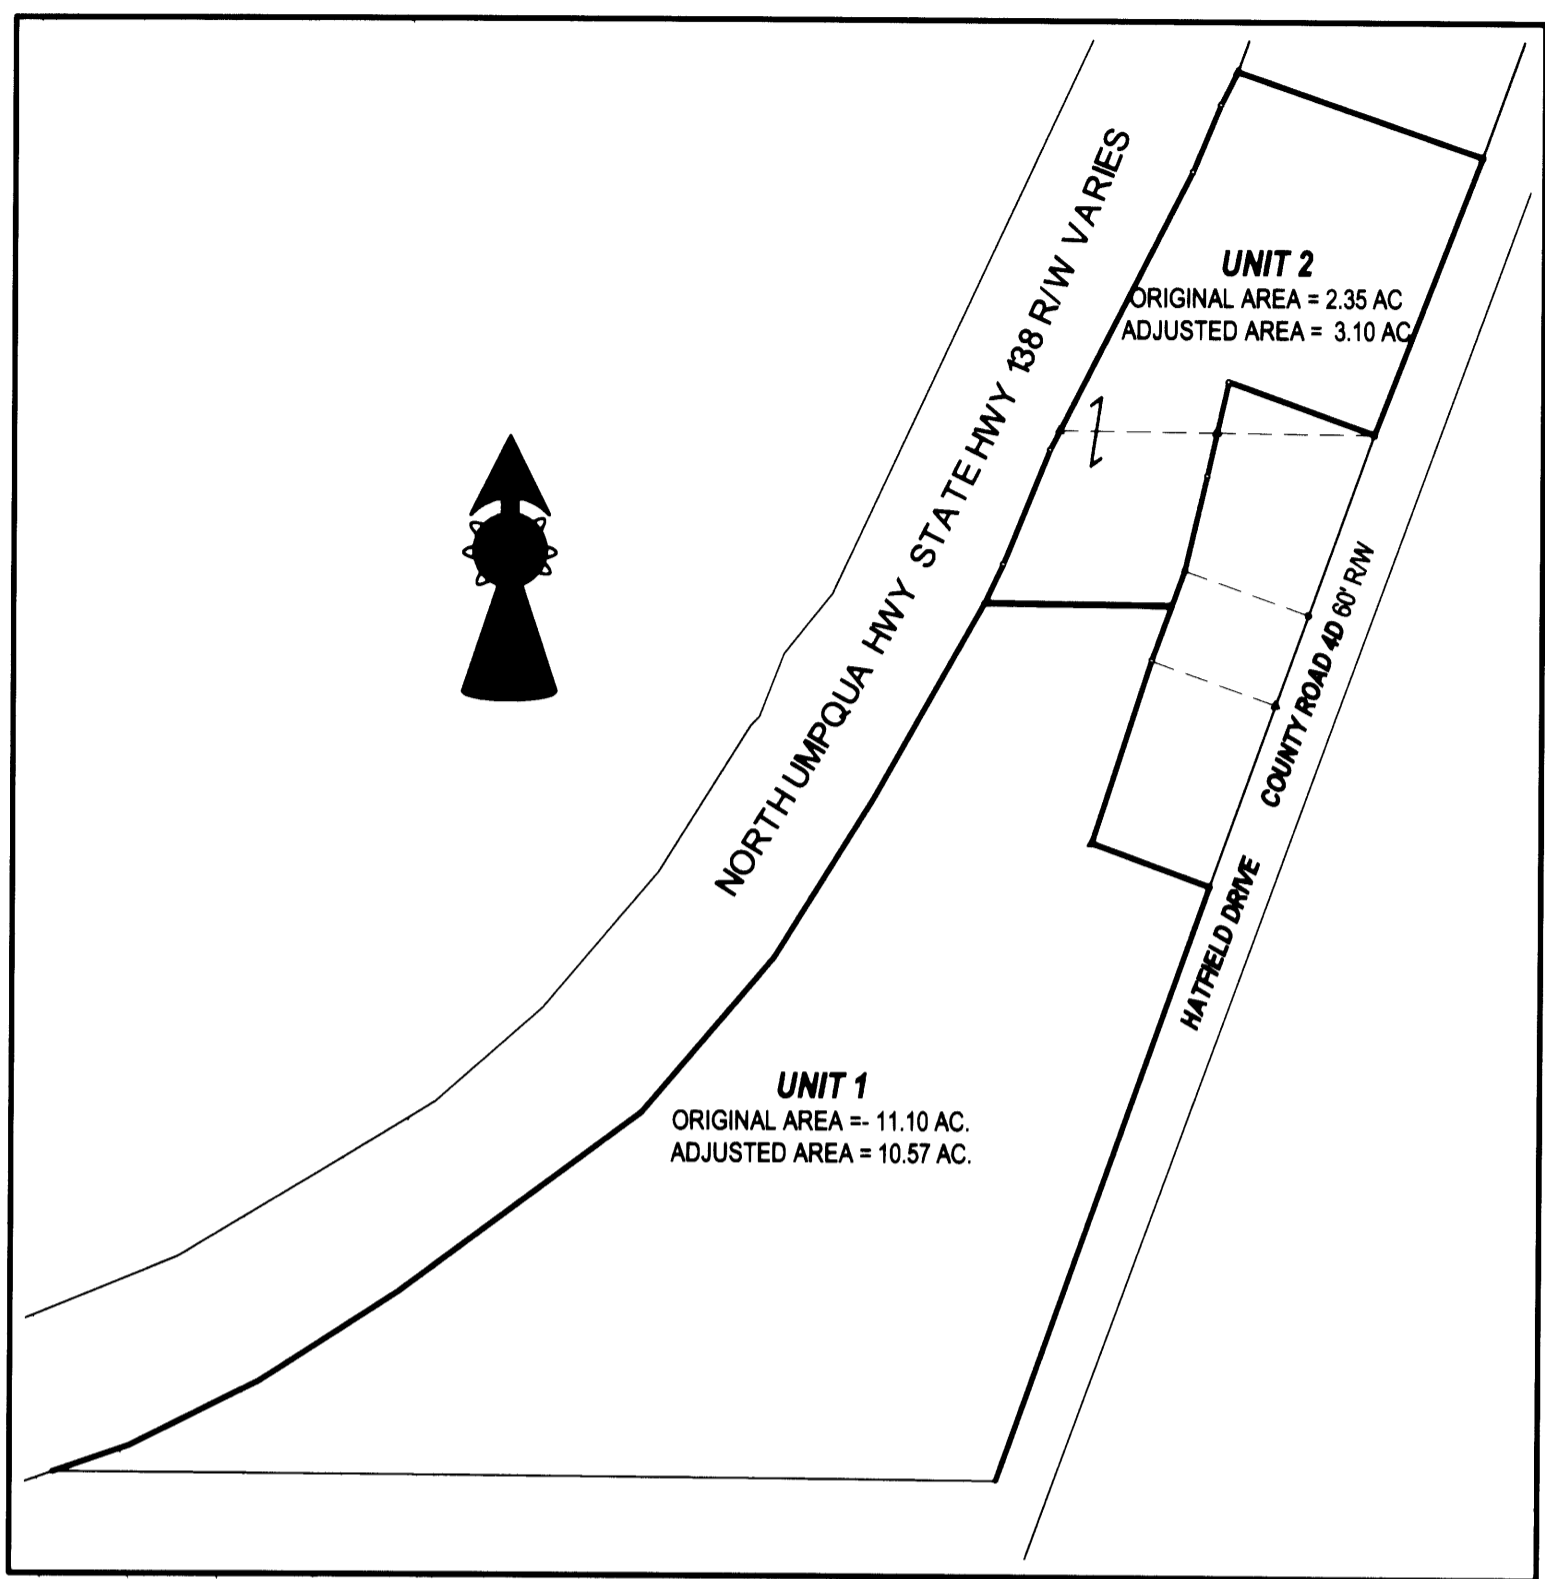 NORTH UMPQUA HWY STATE HWY 138 R/W VARIES
UNIT 2
ORIGINAL AREA = 2.35 AC
ADJUSTED AREA = 3.10 AC
COUNTY ROAD 4D 60' R/W
HATFIELD DRIVE
UNIT 1
ORIGINAL AREA =- 11.10 AC.
ADJUSTED AREA = 10.57 AC.